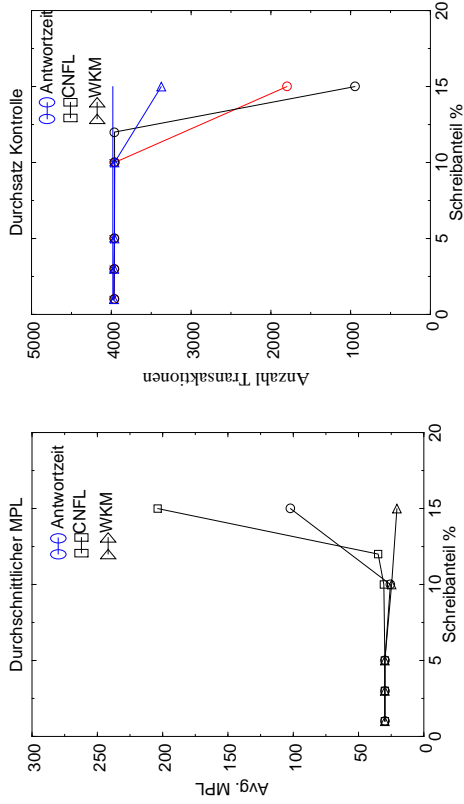 Durchschnittlicher MPL
Antwortzeit
CNFL
WKM
300
250
200
150
100
50
0
Avg. MPL
0
5
10
15
20
Schreibanteil %
Durchsatz Kontrolle
Antwortzeit
CNFL
WKM
5000
4000
3000
2000
1000
0
Anzahl Transaktionen
0
5
10
15
20
Schreibanteil %